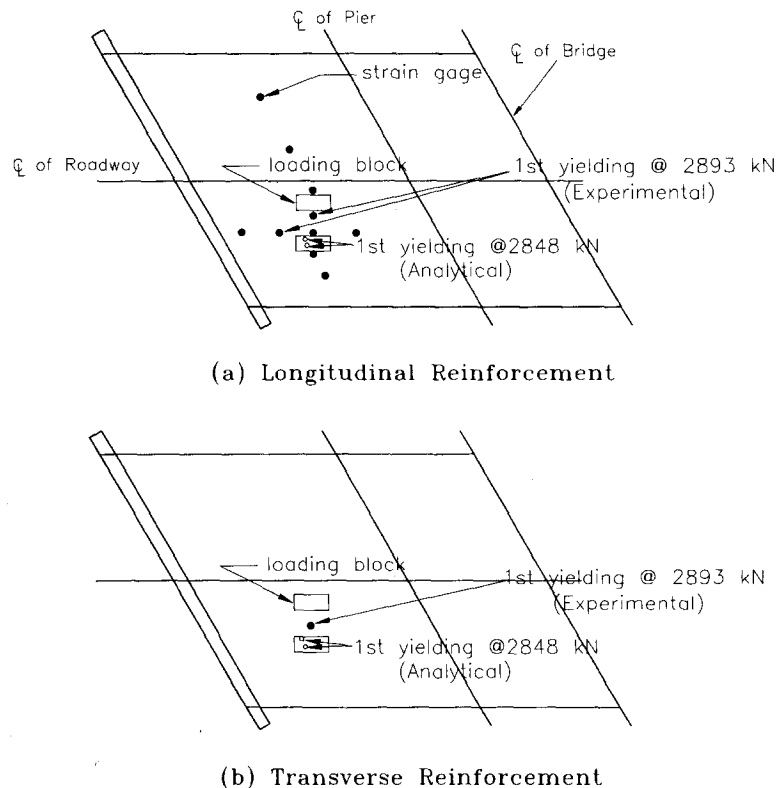 ℄ of Pier
℄ of Bridge
strain gage
℄ of Roadway
loading block
1st yielding @ 2893 kN
(Experimental)
1st yielding @2848 kN
(Analytical)
(a) Longitudinal Reinforcement
loading block
1st yielding @ 2893 kN
(Experimental)
1st yielding @2848 kN
(Analytical)
(b) Transverse Reinforcement